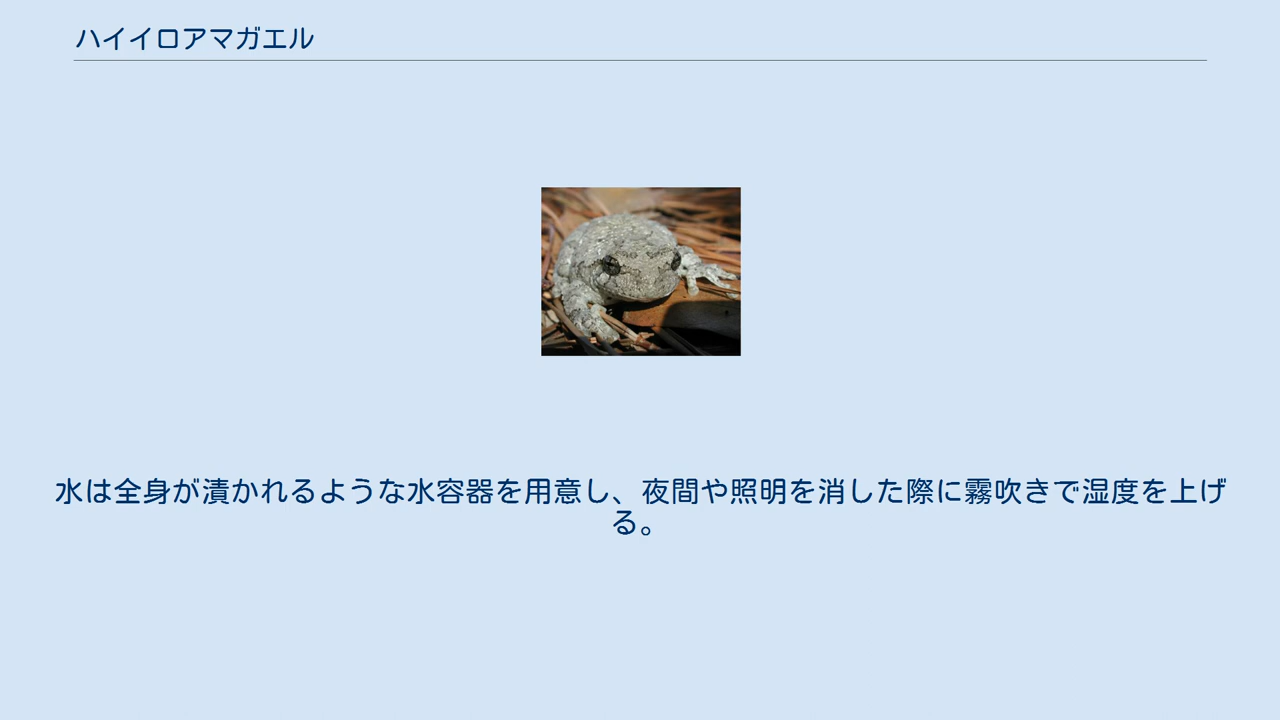 ハイイロアマガエル
水は全身が漬かれるような水容器を用意し、夜間や照明を消した際に霧吹きで湿度を上げ
る。